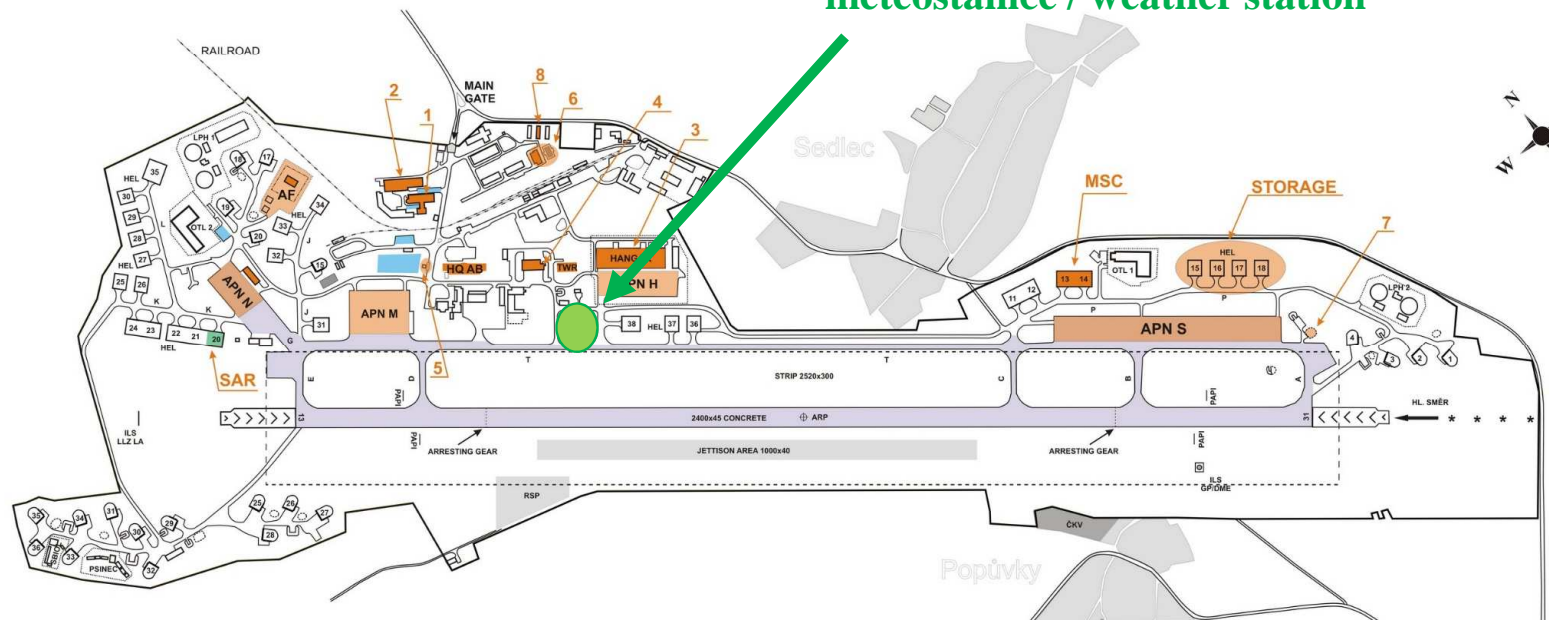 meteostanice / weather station
RAILROAD
MAIN
GATE
2
1
8
6
4
3
Sedlec
N
W
MSC
STORAGE
7
LPH 1
18
17
AF
HEL
35
30
29
28
HEL
27
25
26
L
OTL 2
19
20
HEL
34
33
J
32
15
APN N
K
K
24
23
22
21
20
HEL
SAR
J
31
APN M
HQ AB
5
TWR
APN H
38
HEL
37
36
11
12
13
14
OTL 1
HEL
15
16
17
18
P
P
LPH 2
APN S
4
3
2
1
G
T
T
E
D
C
B
A
PAPI
PAPI
STRIP 2520x300
13
2400x45 CONCRETE
ARP
31
HL. SMĚR
* * * *
ILS
LLZ LA
PAPI
ARRESTING GEAR
JETTISON AREA 1000x40
ARRESTING GEAR
PAPI
ILS
GP/DME
RSP
ČKV
Popůvky
35
34
31
29
30
36
33
SBIO
PSINEC
32
25
26
27
28